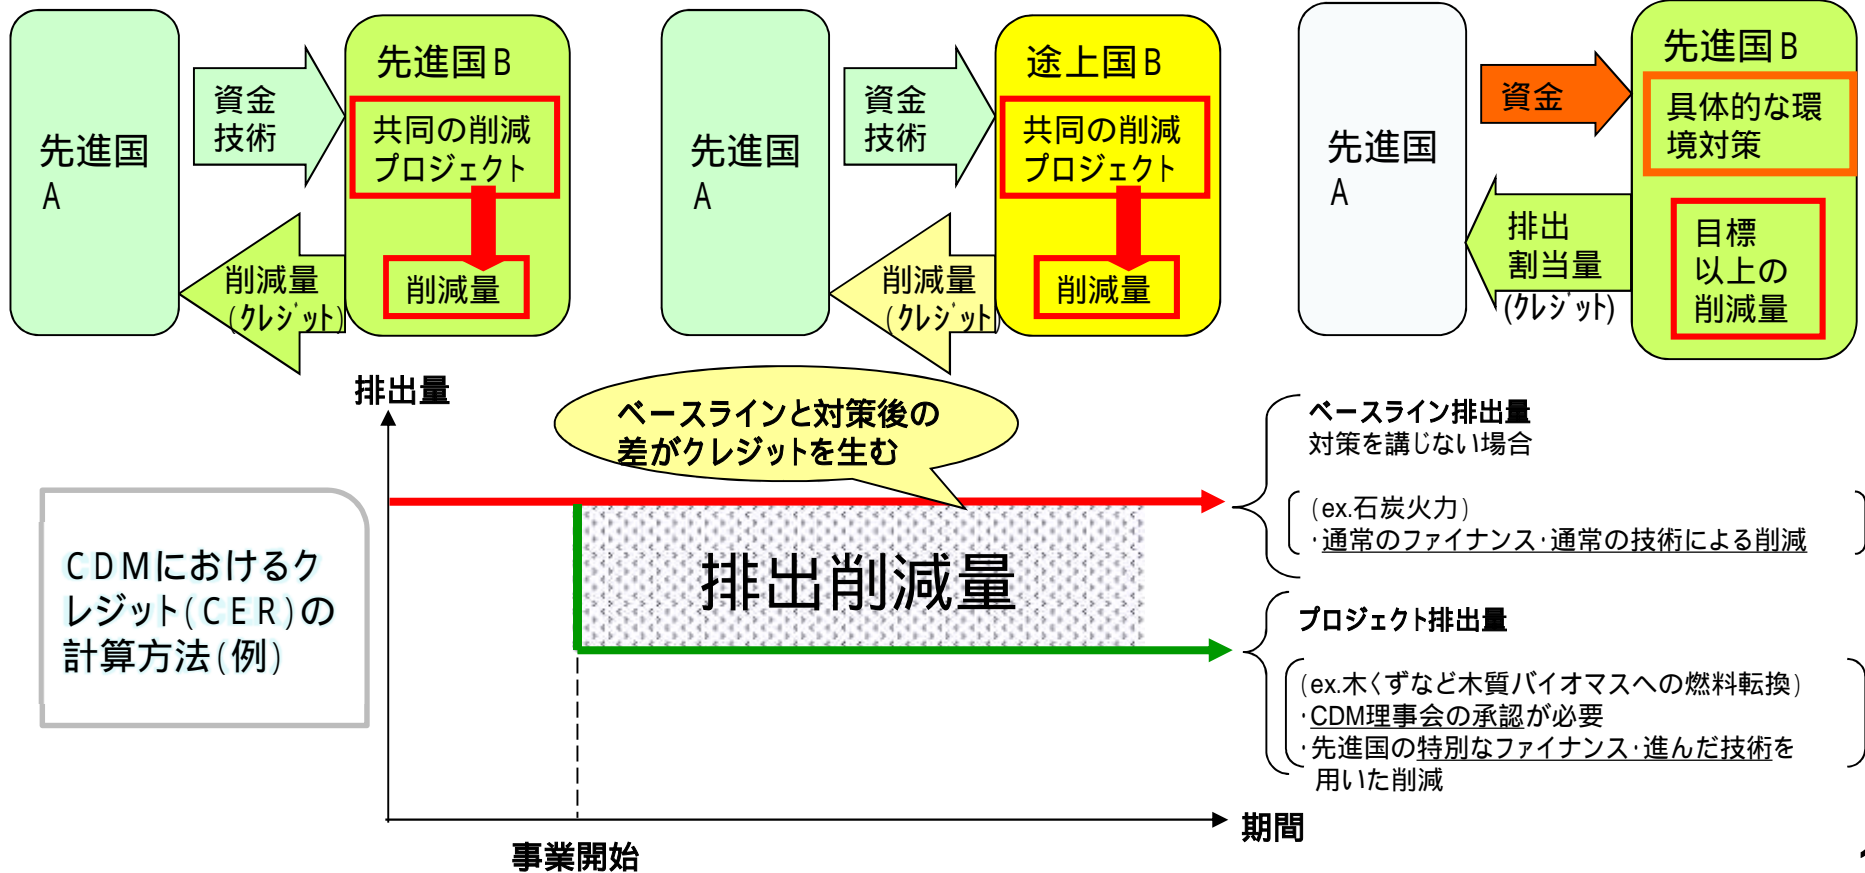 先進国
A
資金
技術
先進国B
共同の削減
プロジェクト
削減量
削減量
(クレジット)
先進国
A
資金
技術
途上国B
共同の削減
プロジェクト
削減量
削減量
(クレジット)
先進国
A
資金
先進国B
具体的な環
境対策
排出
割当量
(クレジット)
目標
以上の
削減量
排出量
ベースラインと対策後の
差がクレジットを生む
CDMにおけるク
レジット(CER)の
計算方法(例)
排出削減量
事業開始
期間
ベースライン排出量
対策を講じない場合
(ex.石炭火力)
・通常のファイナンス・通常の技術による削減
プロジェクト排出量
(ex.木くずなど木質バイオマスへの燃料転換)
・CDM理事会の承認が必要
・先進国の特別なファイナンス・進んだ技術を
用いた削減